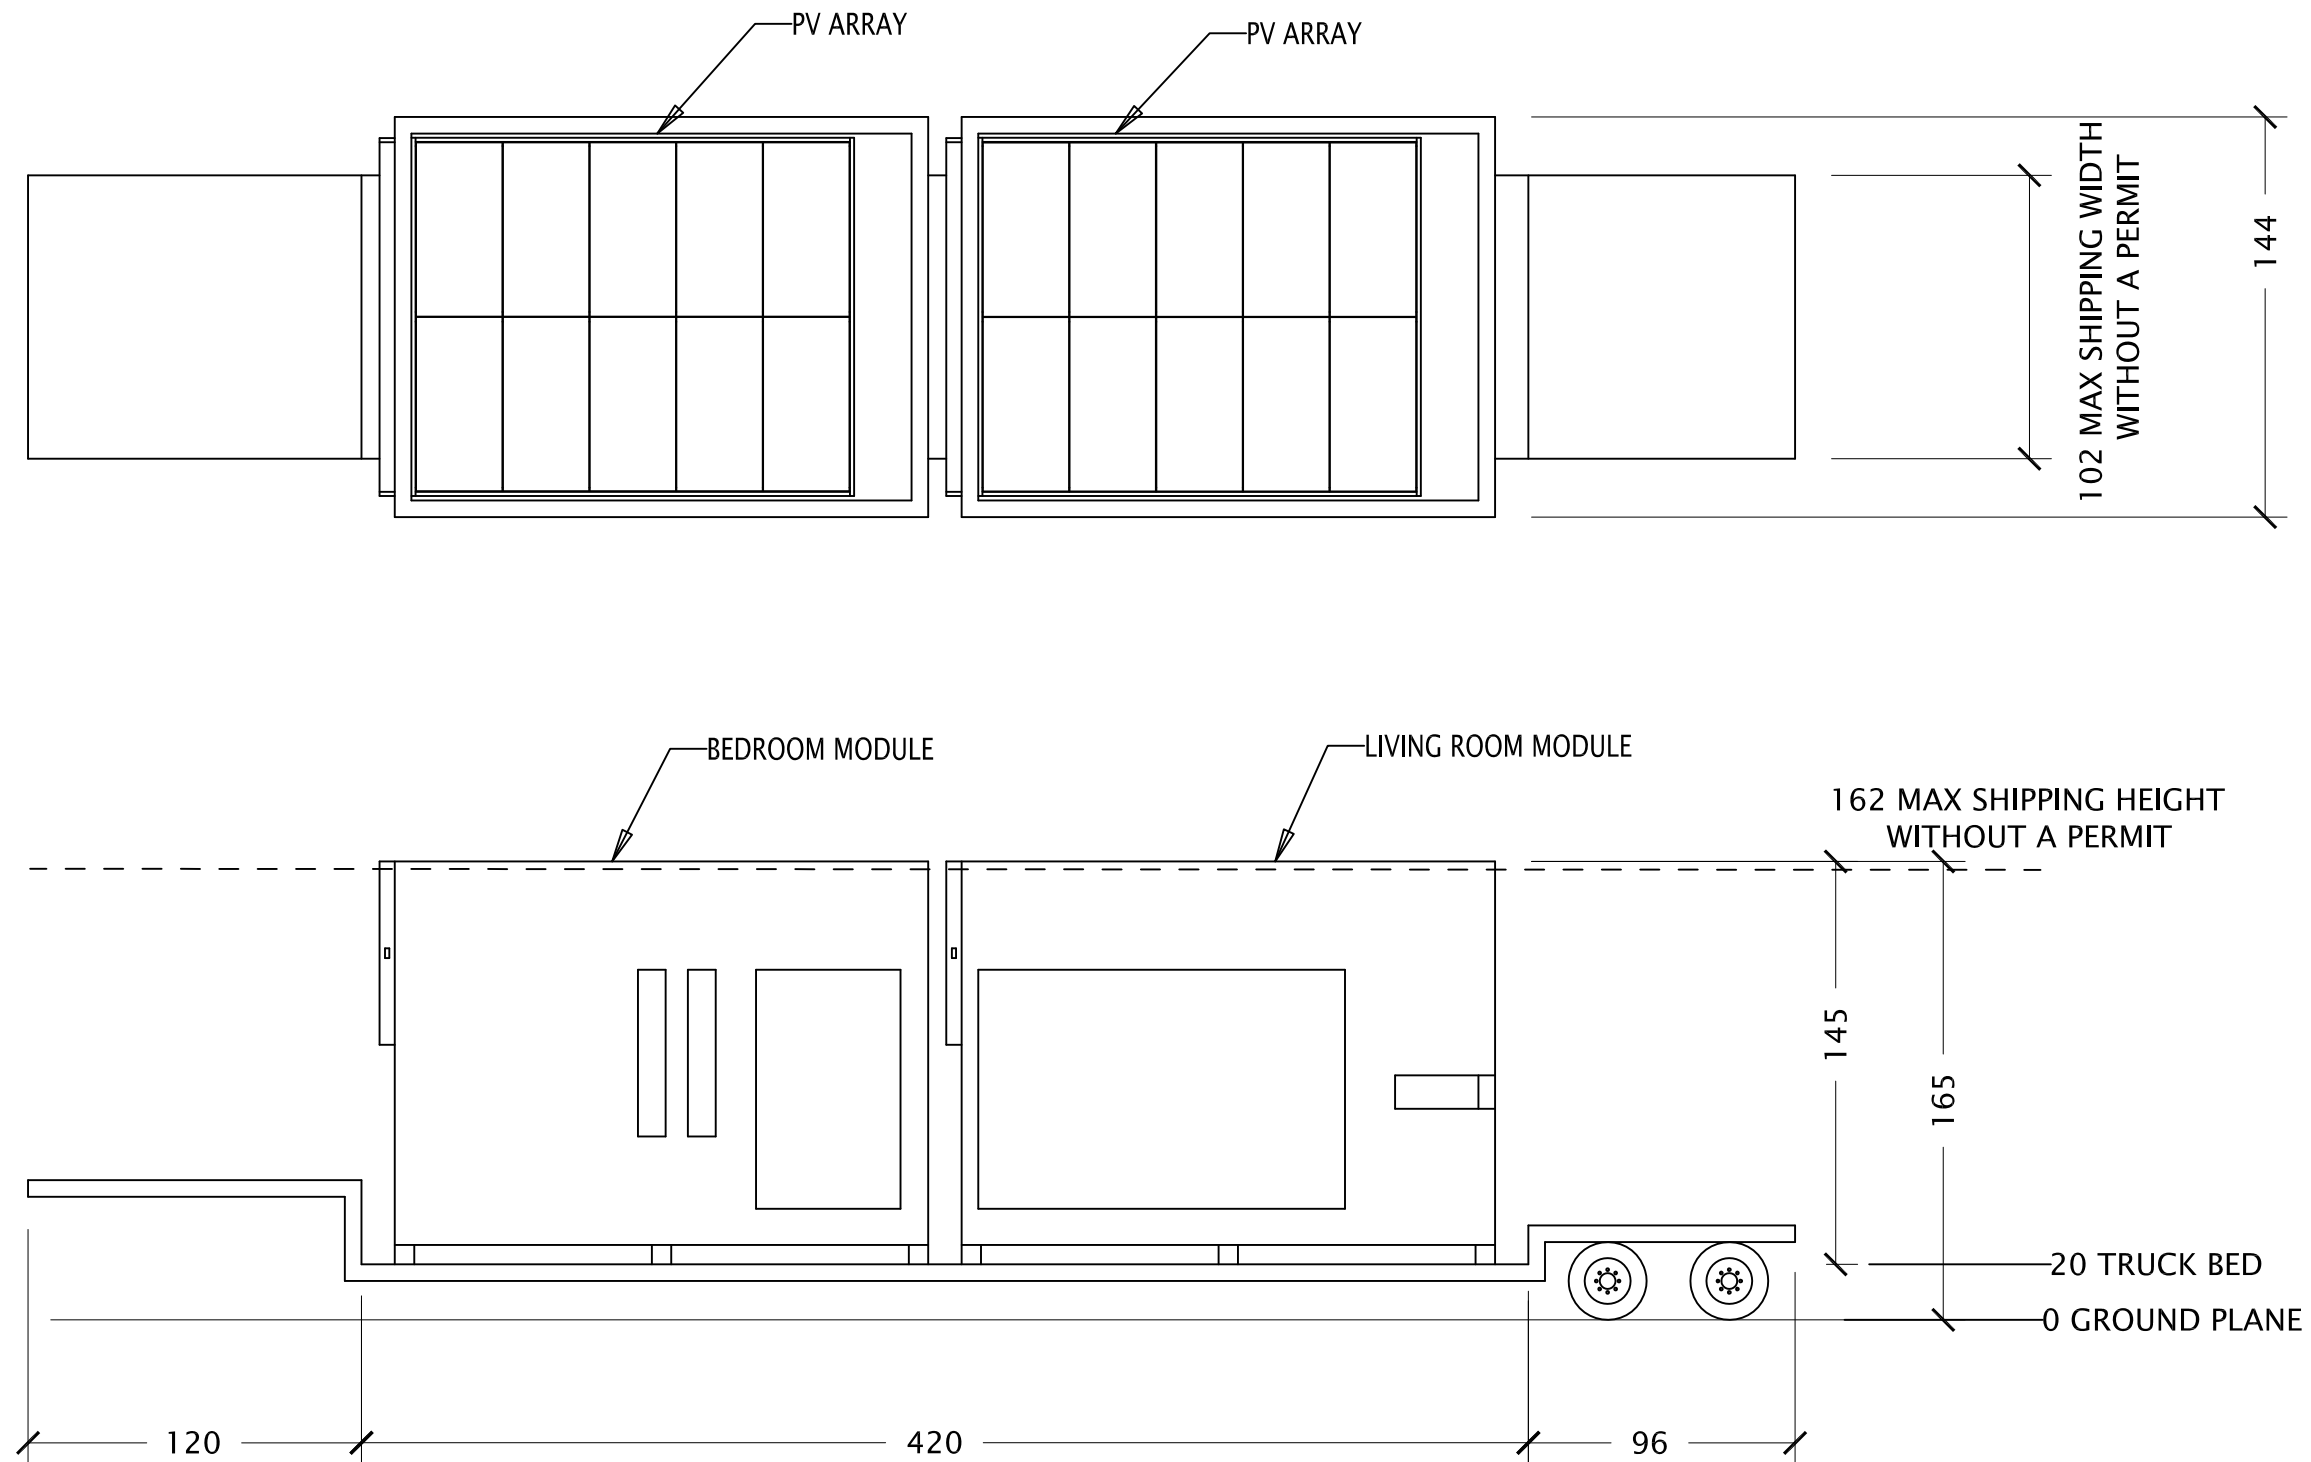 PV ARRAY
PV ARRAY
102 MAX SHIPPING WIDTH
WITHOUT A PERMIT
144
BEDROOM MODULE
LIVING ROOM MODULE
162 MAX SHIPPING HEIGHT
WITHOUT A PERMIT
145
165
20 TRUCK BED
0 GROUND PLANE
120
420
96